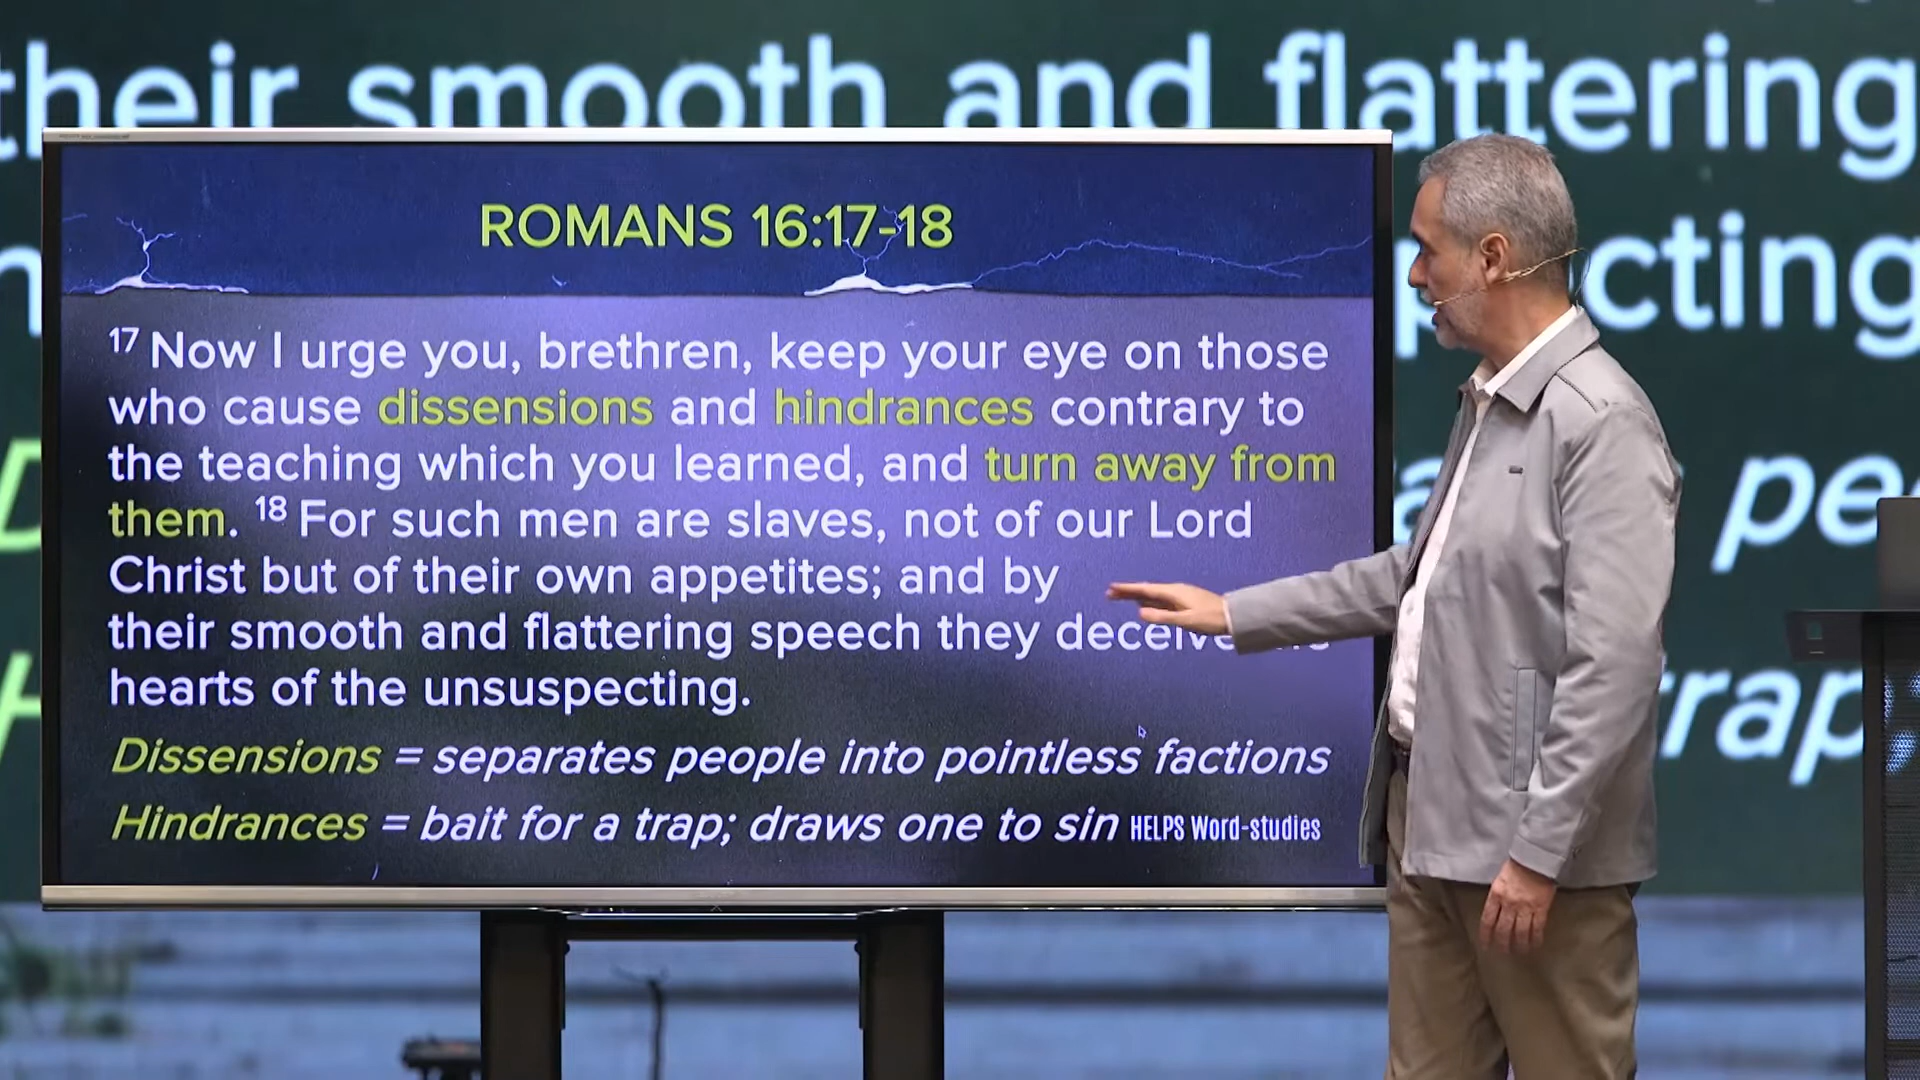 their smooth and flattering
ROMANS 16:17-18
17 Now I urge you, brethren, keep your eye on those
who cause dissensions and hindrances contrary to
the teaching which you learned, and turn away from
them. 18 For such men are slaves, not of our Lord
Christ but of their own appetites; and by
their smooth and flattering speech they deceive
hearts of the unsuspecting.
Dissensions = separates people into pointless factions
Hindrances = bait for a trap; draws one to sin HELPS Word-studies
pecting
pe
trap;